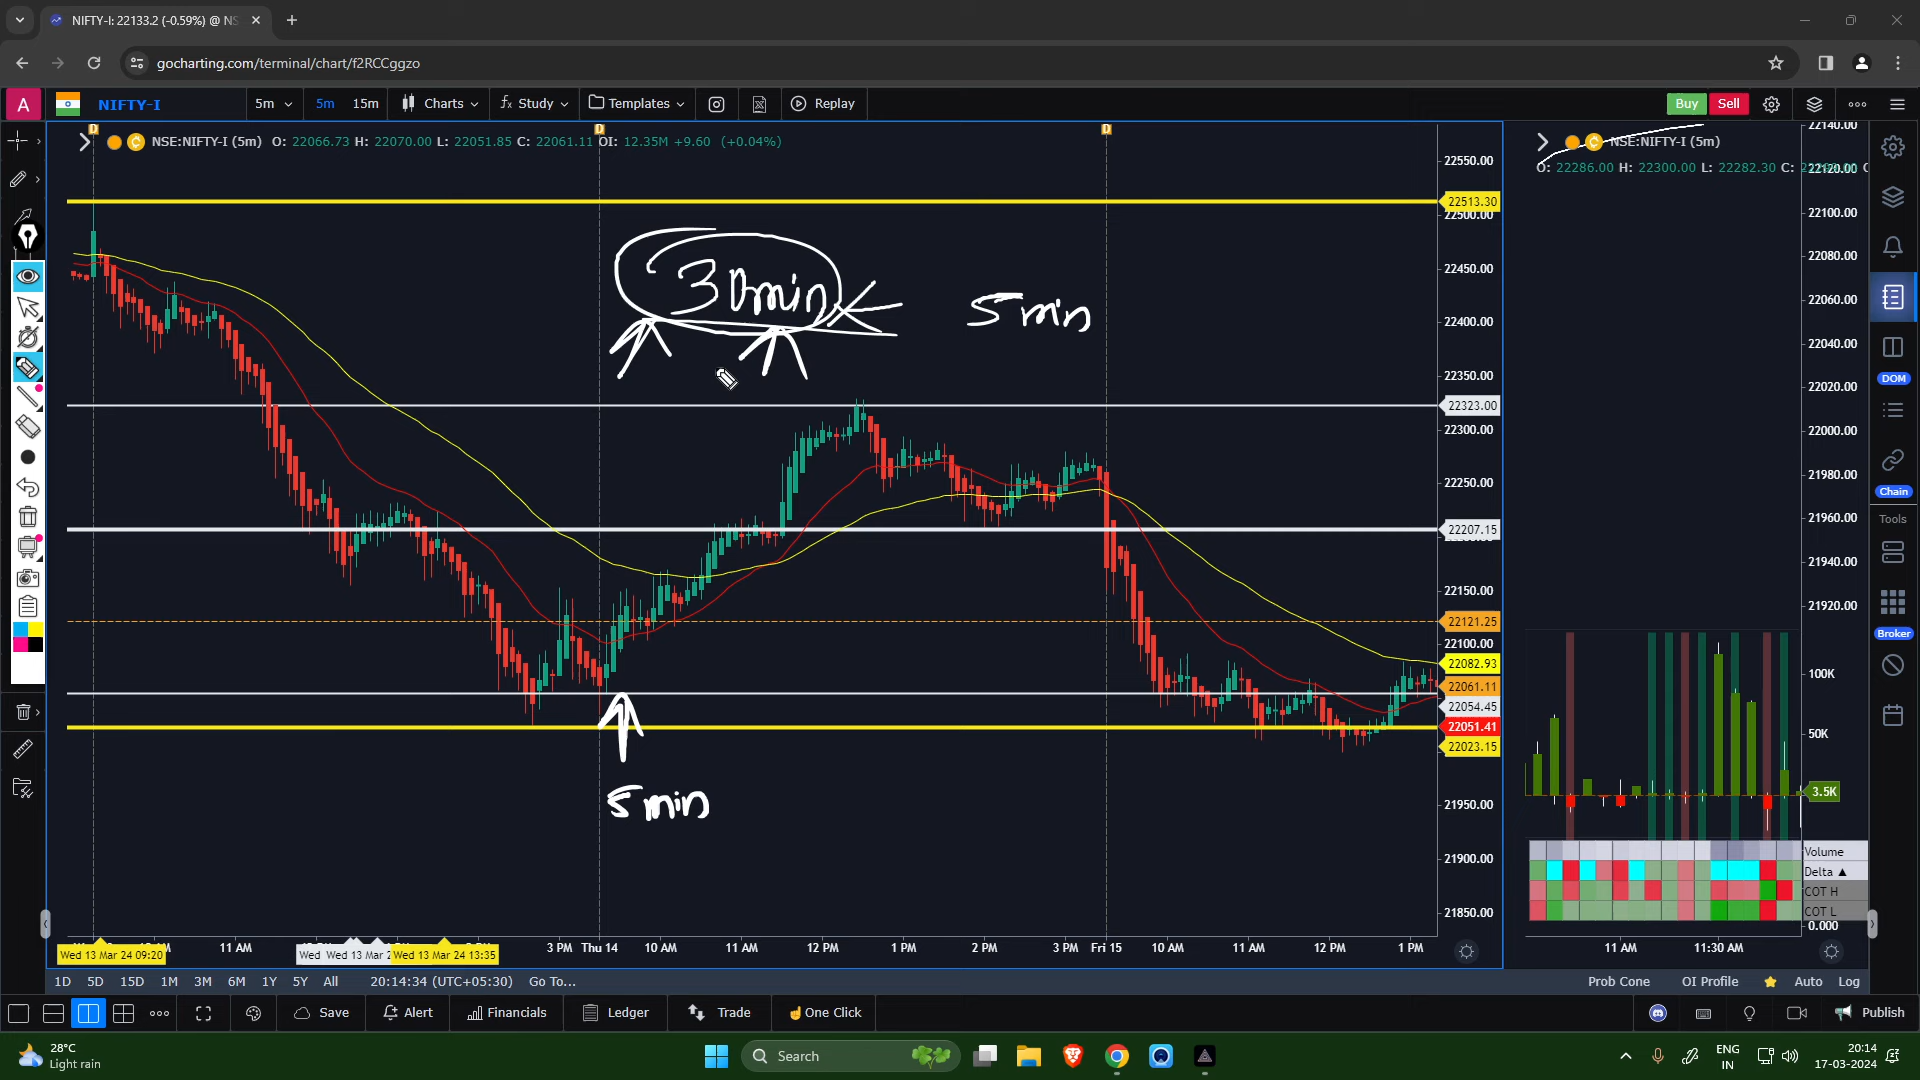 NIFTY-I: 22133.2 (-0.59%) @ NS
gocharting.com/terminal/chart/f2RCCggzo
A NIFTY-I 5m 5m 15m Charts Study Templates Replay Buy Sell
NSE:NIFTY-I (5m) O: 22066.73 H: 22070.00 L: 22051.85 C: 22061.11 OI: 12.35M +9.60 (+0.04%)
NSE:NIFTY-I (5m)
O: 22286.00 H: 22300.00 L: 22282.30 C:
22550.00
22513.30
22500.00
22450.00
22400.00
22350.00
22323.00
22300.00
22250.00
22207.15
22150.00
22121.25
22100.00
22082.93
22061.11
22054.45
22051.41
22023.15
21950.00
21900.00
21850.00
30min
5 min
5 min
22140.00
22120.00
22100.00
22080.00
22060.00
22040.00
22020.00
22000.00
21980.00
21960.00
21940.00
21920.00
100K
50K
3.5K
0.000
Volume
Delta ▲
COT H
COT L
DOM
Chain
Tools
Broker
11 AM 3 PM Thu 14 10 AM 11 AM 12 PM 1 PM 2 PM 3 PM Fri 15 10 AM 11 AM 12 PM 1 PM
11 AM 11:30 AM
Wed 13 Mar 24 09:20 Wed Wed 13 Mar 2 Wed 13 Mar 24 13:35
1D 5D 15D 1M 3M 6M 1Y 5Y All 20:14:34 (UTC+05:30) Go To... Prob Cone OI Profile Auto Log
Save Alert Financials Ledger Trade One Click Publish
28°C
Light rain
Search
ENG
IN
20:14
17-03-2024